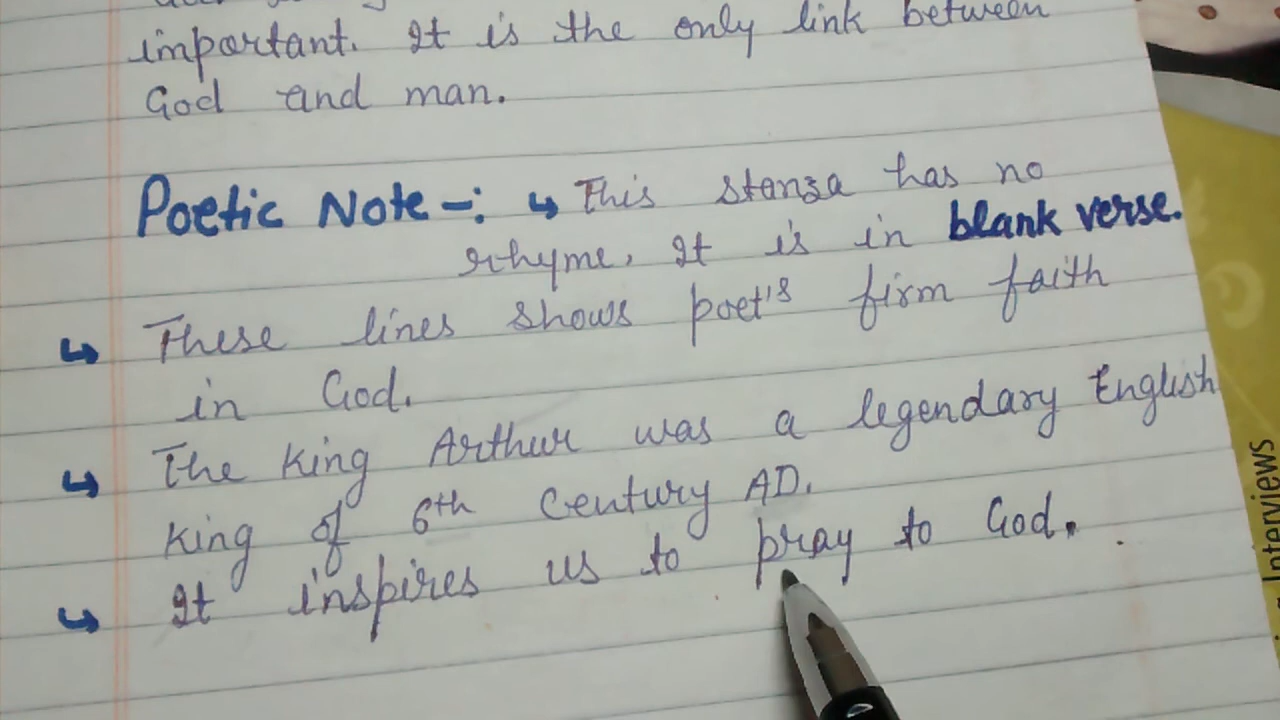 important. It is the only link between
God and man.
Poetic Note -: ↳ This stanza has no
rhyme, It is in blank verse.
↳ These lines shows poet's firm faith
in God.
↳ The King Arthur was a legendary English
King of 6th Century AD.
↳ It inspires us to pray to God.
Interviews